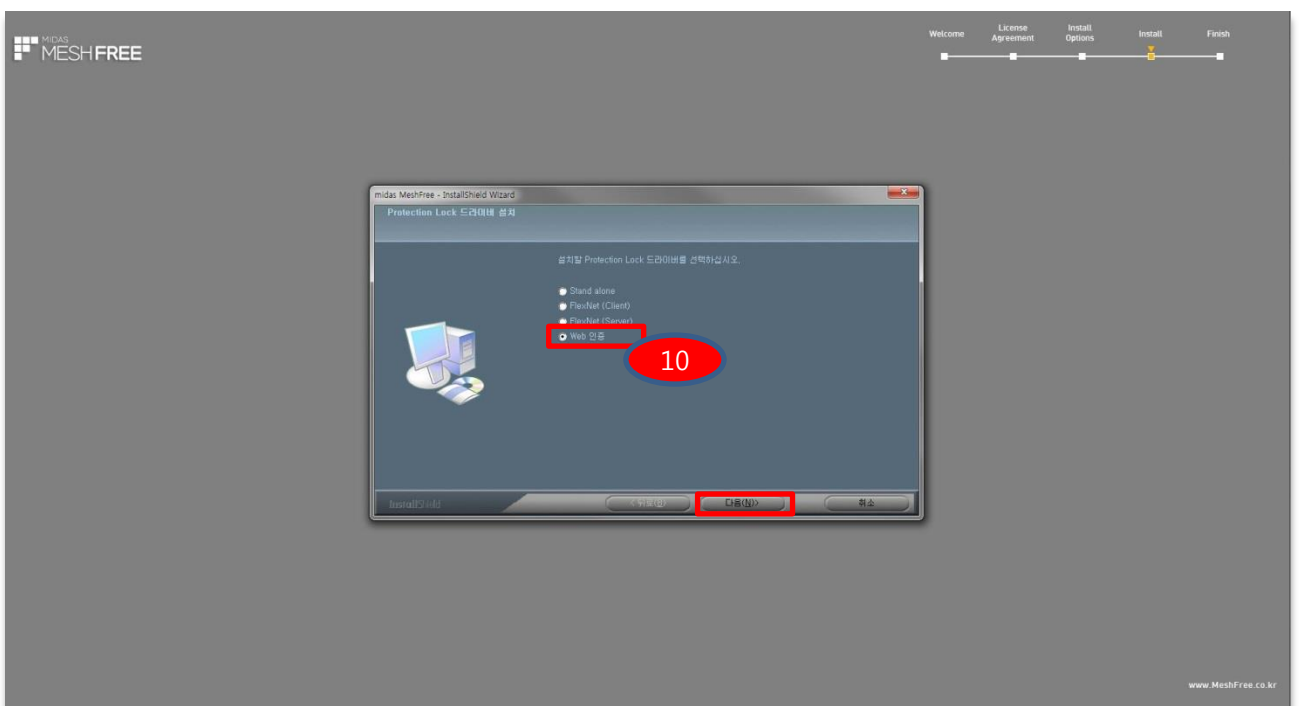 MIDAS
MESHFREE
Welcome
License
Agreement
Install
Options
Install
Finish
midas MeshFree - InstallShield Wizard
Protection Lock 드라이버 설치
설치할 Protection Lock 드라이버를 선택하십시오.
Stand alone
FlexNet (Client)
FlexNet (Server)
Web 인증
10
InstallShield
< 뒤로(B)
다음(N)>
취소
www.MeshFree.co.kr